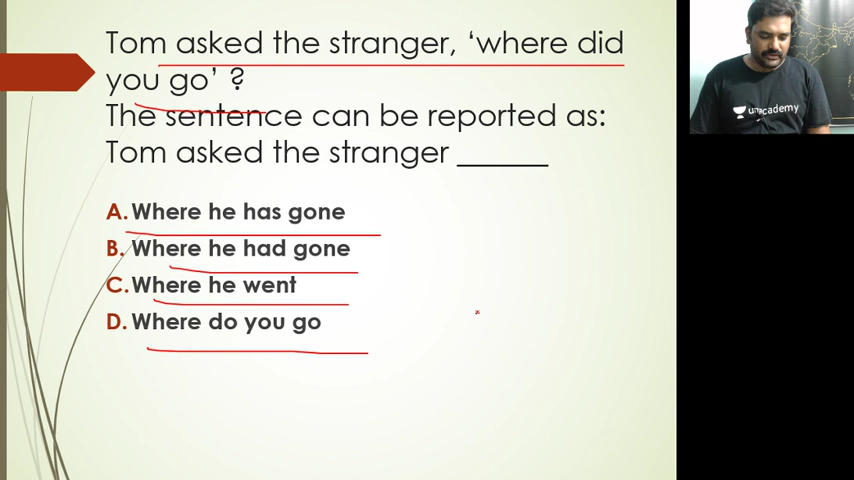 Tom asked the stranger, ‘where did
you go’ ?
The sentence can be reported as:
Tom asked the stranger ______
A. Where he has gone
B. Where he had gone
C. Where he went
D. Where do you go
unacademy